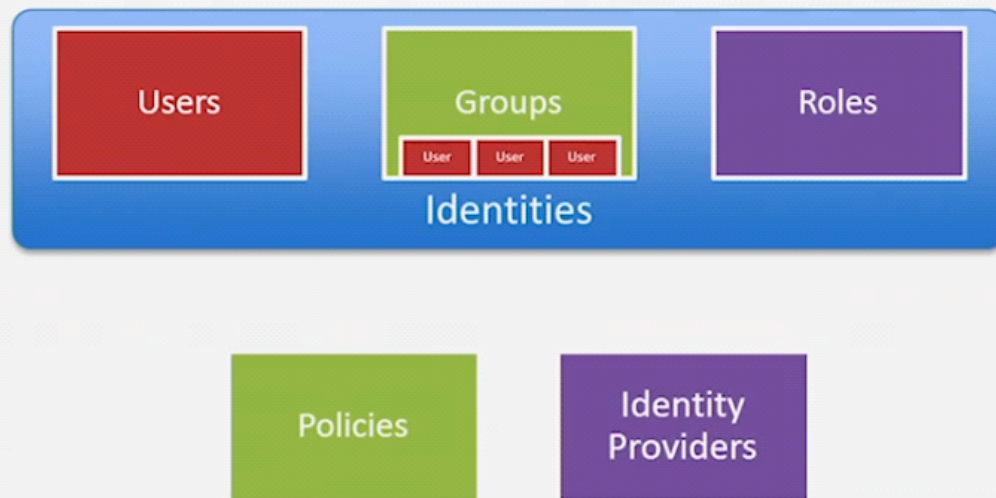 Users
Groups
Roles
User
User
User
Identities
Policies
Identity
Providers